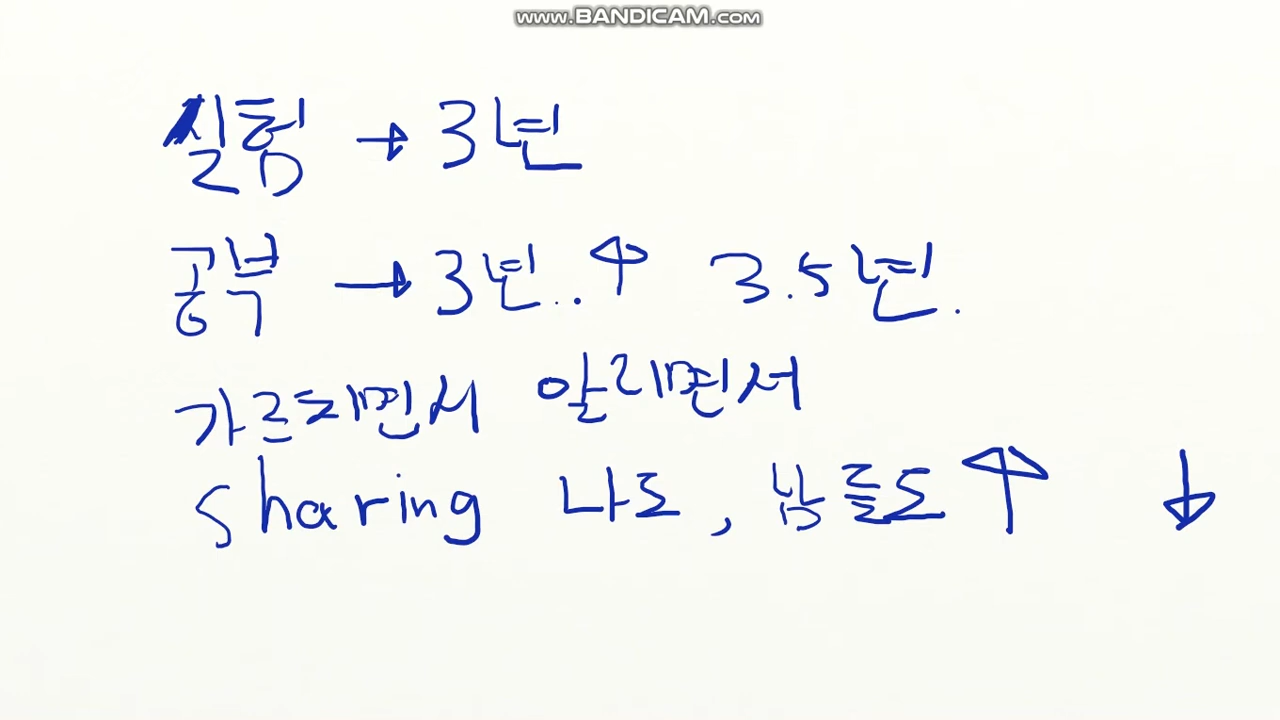 www.BANDICAM.com
실험 → 3년
공부 → 3년.. ↑ 3.5년.
가르치면서 알리면서
sharing 나도, 남들도 ↑ ↓